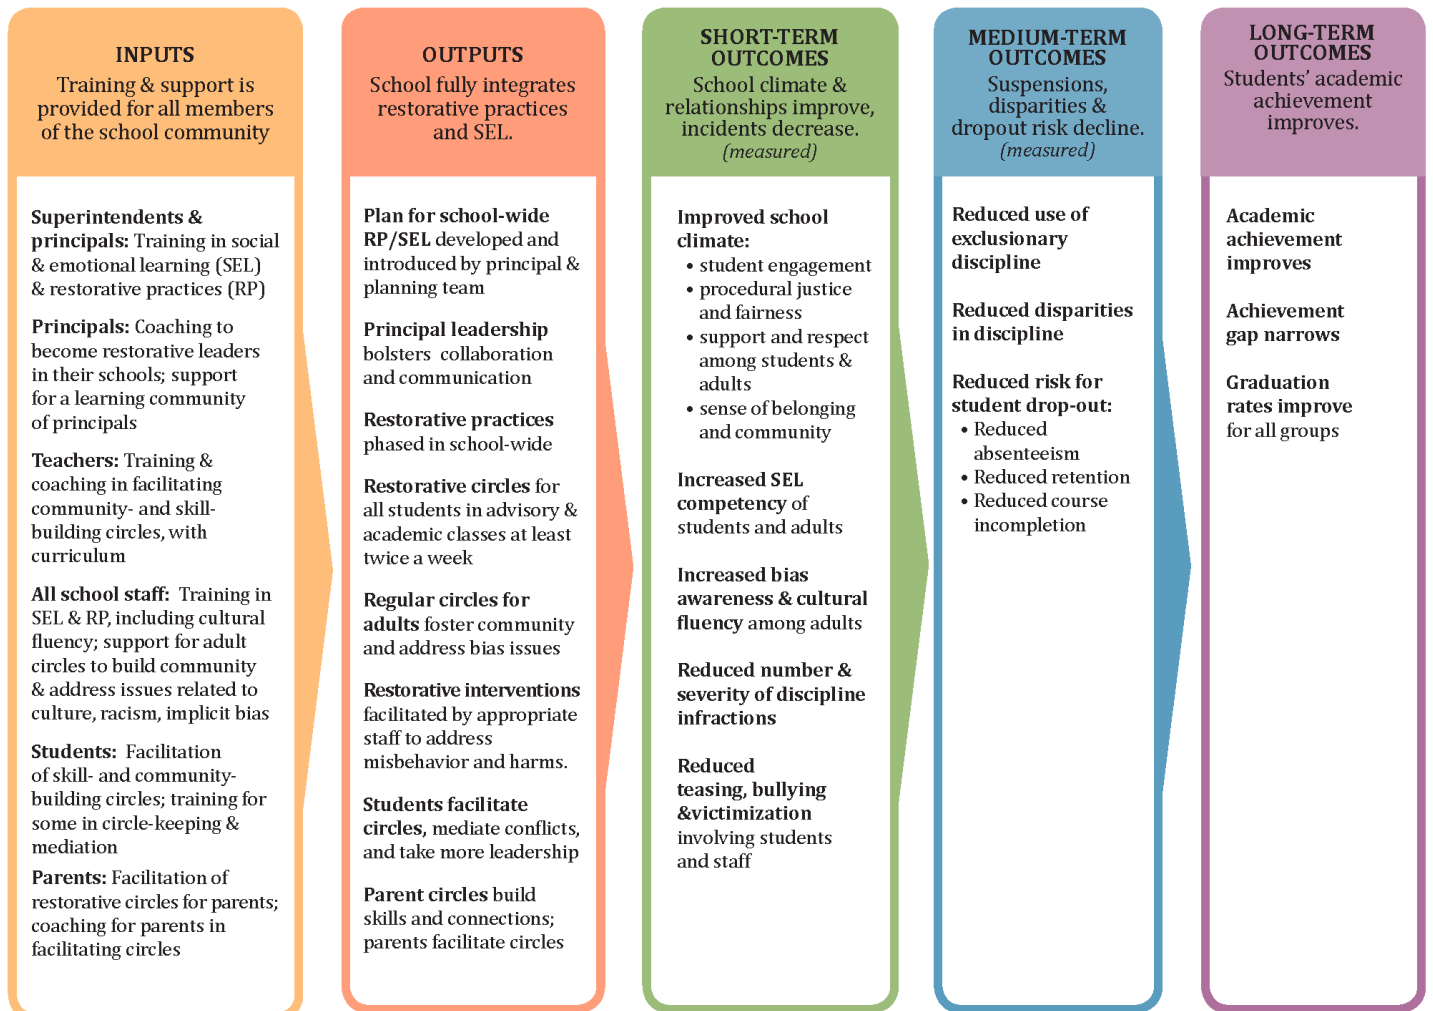 INPUTS
Training & support is
provided for all members
of the school community
Superintendents &
principals: Training in social
& emotional learning (SEL)
& restorative practices (RP)
Principals: Coaching to
become restorative leaders
in their schools; support
for a learning community
of principals
Teachers: Training &
coaching in facilitating
community- and skill-
building circles, with
curriculum
All school staff: Training in
SEL & RP, including cultural
fluency; support for adult
circles to build community
& address issues related to
culture, racism, implicit bias
Students: Facilitation
of skill- and community-
building circles; training for
some in circle-keeping &
mediation
Parents: Facilitation of
restorative circles for parents;
coaching for parents in
facilitating circles
OUTPUTS
School fully integrates
restorative practices
and SEL.
Plan for school-wide
RP/SEL developed and
introduced by principal &
planning team
Principal leadership
bolsters collaboration
and communication
Restorative practices
phased in school-wide
Restorative circles for
all students in advisory &
academic classes at least
twice a week
Regular circles for
adults foster community
and address bias issues
Restorative interventions
facilitated by appropriate
staff to address
misbehavior and harms.
Students facilitate
circles, mediate conflicts,
and take more leadership
Parent circles build
skills and connections;
parents facilitate circles
SHORT-TERM
OUTCOMES
School climate &
relationships improve,
incidents decrease.
(measured)
Improved school
climate:
• student engagement
• procedural justice
and fairness
• support and respect
among students &
adults
• sense of belonging
and community
Increased SEL
competency of
students and adults
Increased bias
awareness & cultural
fluency among adults
Reduced number &
severity of discipline
infractions
Reduced
teasing, bullying
&victimization
involving students
and staff
MEDIUM-TERM
OUTCOMES
Suspensions,
disparities &
dropout risk decline.
(measured)
Reduced use of
exclusionary
discipline
Reduced disparities
in discipline
Reduced risk for
student drop-out:
• Reduced
absenteeism
• Reduced retention
• Reduced course
incompletion
LONG-TERM
OUTCOMES
Students’ academic
achievement
improves.
Academic
achievement
improves
Achievement
gap narrows
Graduation
rates improve
for all groups